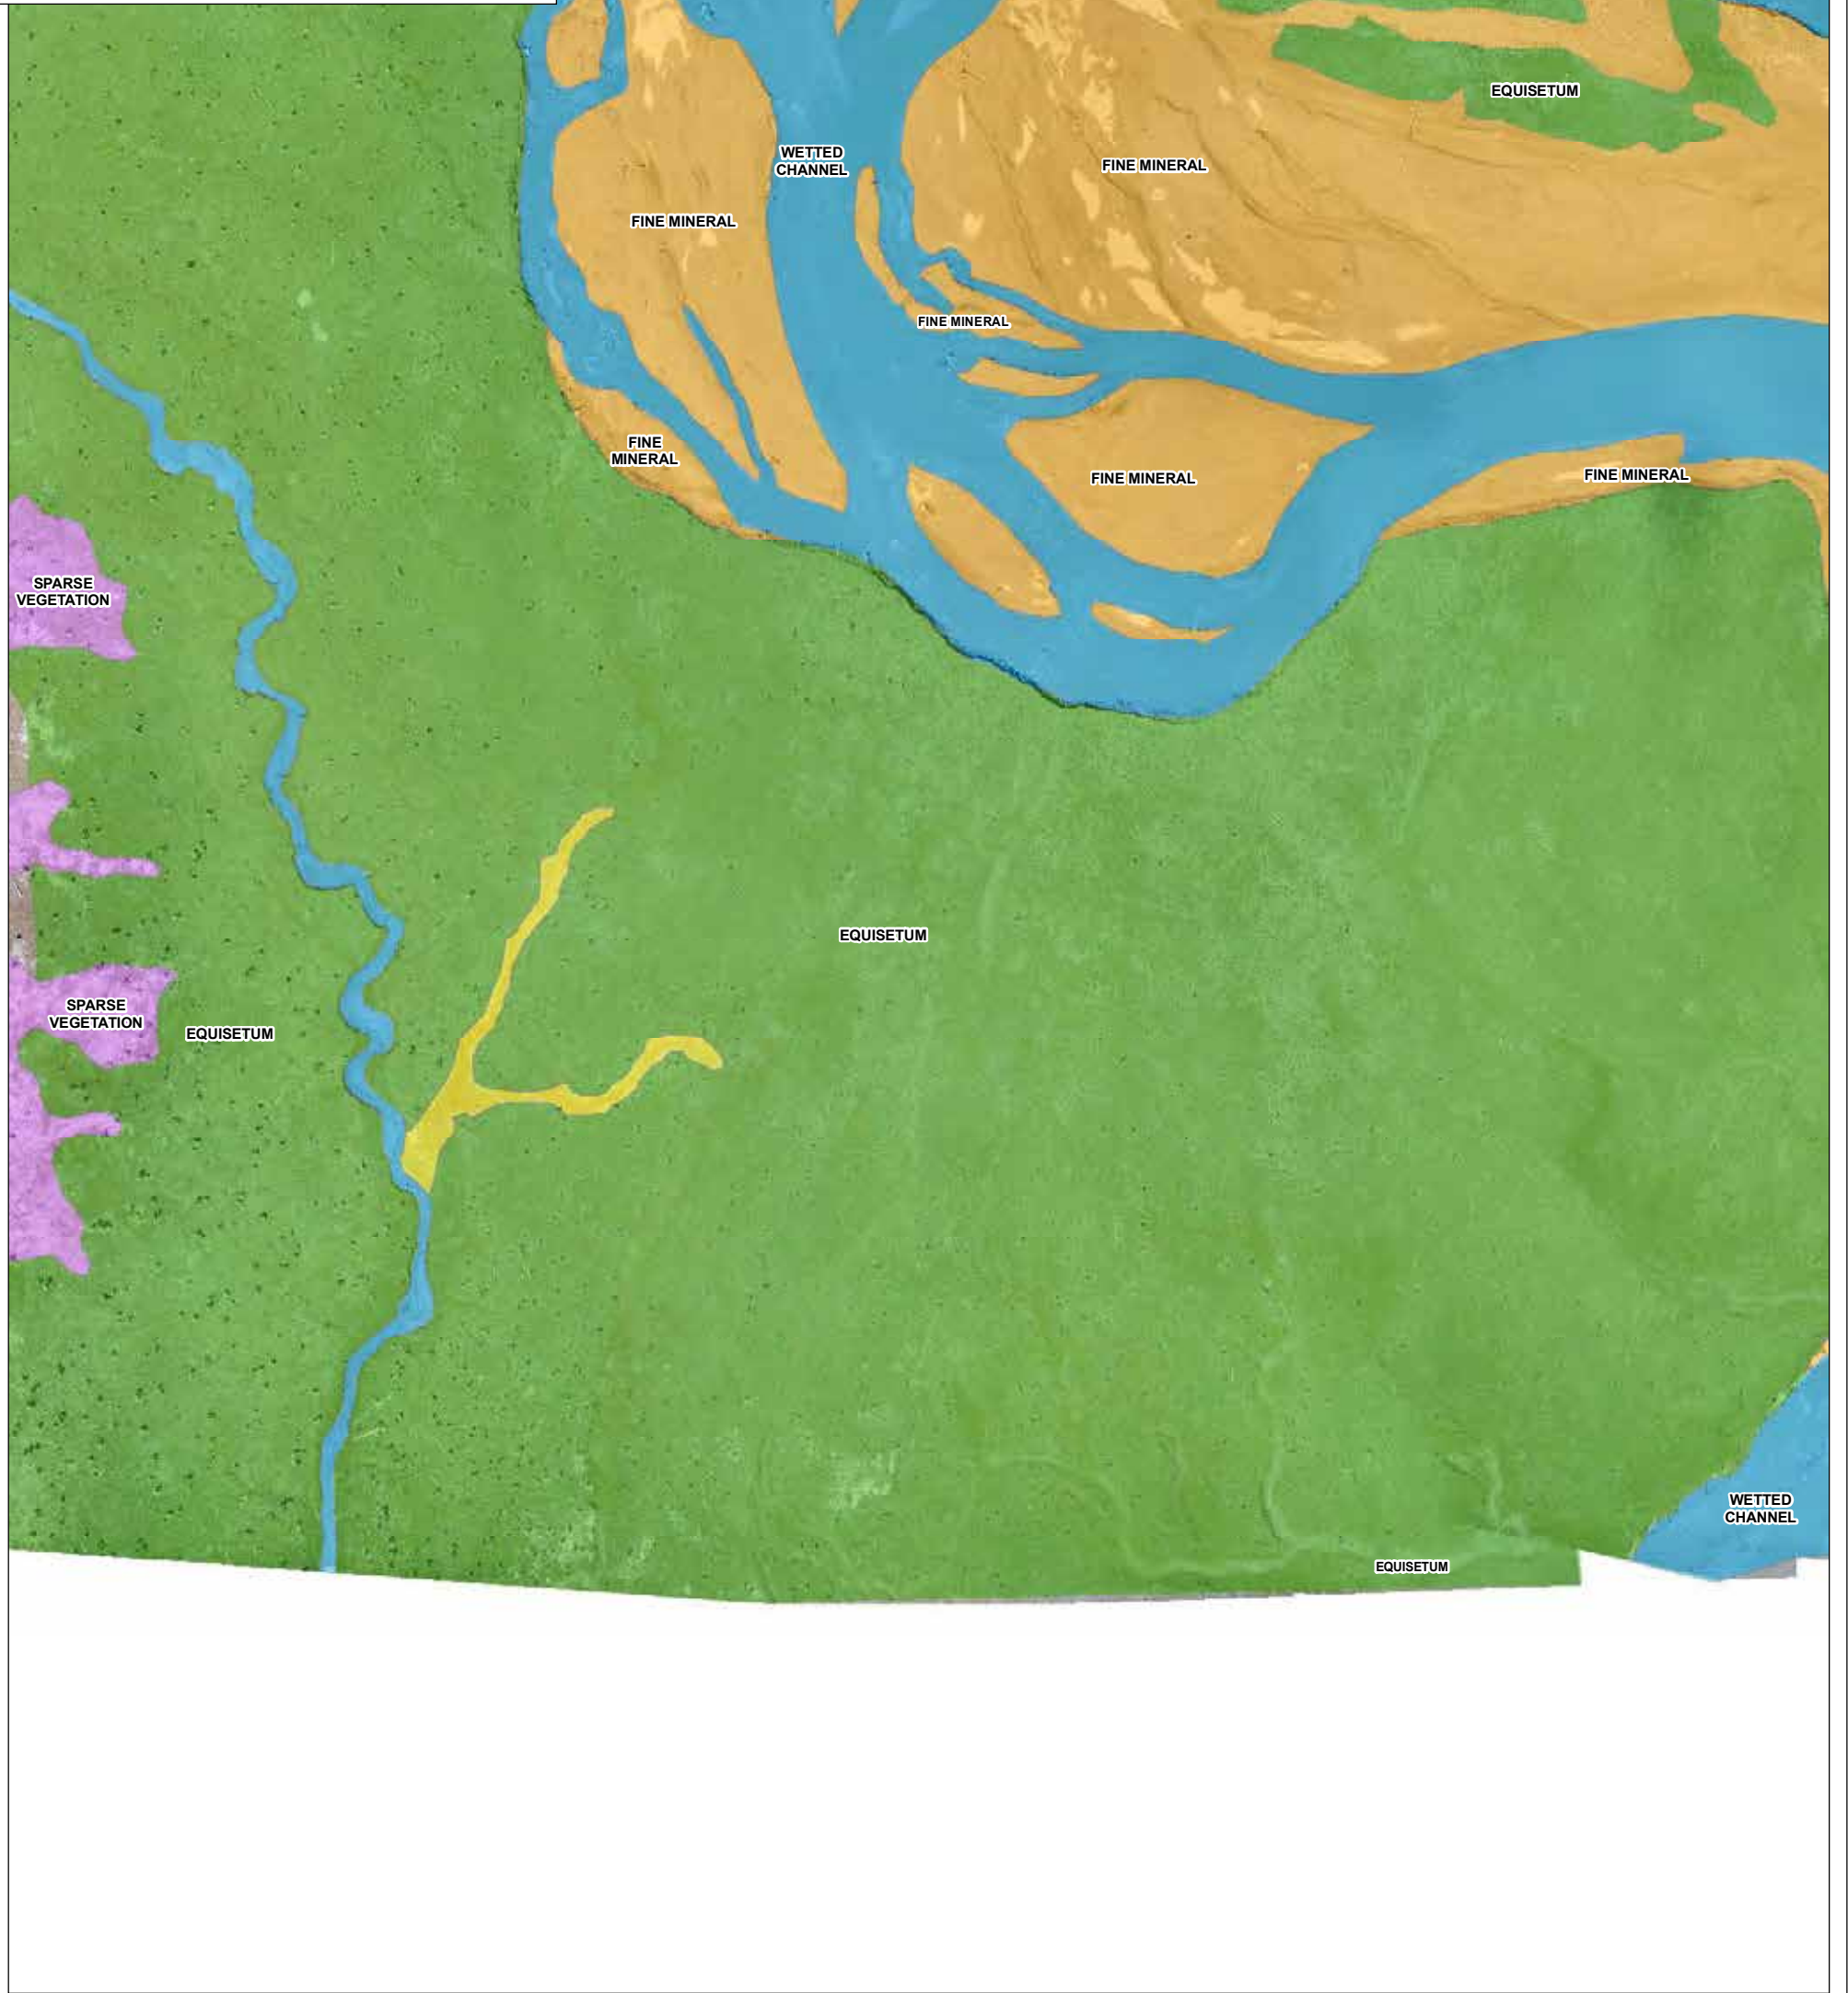 EQUISETUM
WETTED
CHANNEL
FINE MINERAL
FINE MINERAL
FINE MINERAL
FINE
MINERAL
FINE MINERAL
FINE MINERAL
SPARSE
VEGETATION
EQUISETUM
SPARSE
VEGETATION
EQUISETUM
WETTED
CHANNEL
EQUISETUM